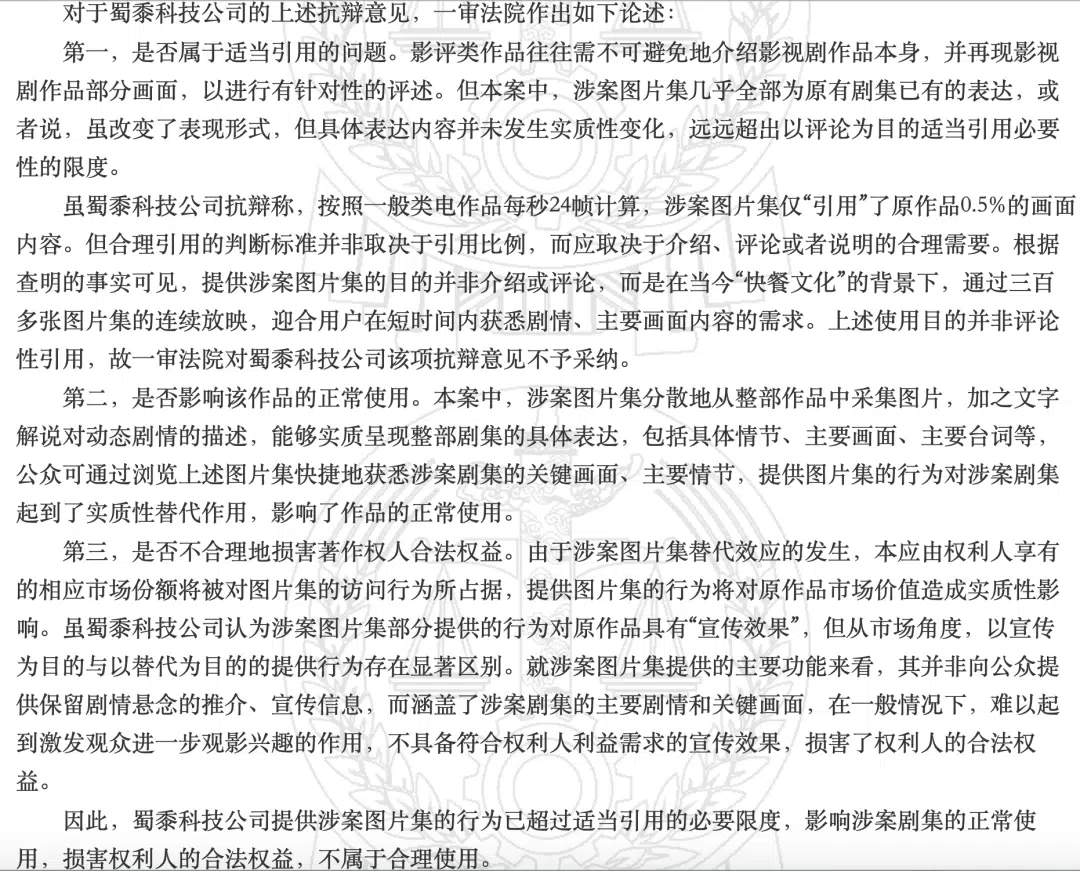 对于蜀黍科技公司的上述抗辩意见，一审法院作出如下论述：
第一，是否属于适当引用的问题。影评类作品往往需不可避免地介绍影视剧作品本身，并再现影视
剧作品部分画面，以进行有针对性的评述。但本案中，涉案图片集几乎全部为原有剧集已有的表达，或
者说，虽改变了表现形式，但具体表达内容并未发生实质性变化，远远超出以评论为目的适当引用必要
性的限度。
虽蜀黍科技公司抗辩称，按照一般类电作品每秒24帧计算，涉案图片集仅“引用”了原作品0.5%的画面
内容。但合理引用的判断标准并非取决于引用比例，而应取决于介绍、评论或者说明的合理需要。根据
查明的事实可见，提供涉案图片集的目的并非介绍或评论，而是在当今“快餐文化”的背景下，通过三百
多张图片集的连续放映，迎合用户在短时间内获悉剧情、主要画面内容的需求。上述使用目的并非评论
性引用，故一审法院对蜀黍科技公司该项抗辩意见不予采纳。
第二，是否影响该作品的正常使用。本案中，涉案图片集分散地从整部作品中采集图片，加之文字
解说对动态剧情的描述，能够实质呈现整部剧集的具体表达，包括具体情节、主要画面、主要台词等，
公众可通过浏览上述图片集快捷地获悉涉案剧集的关键画面、主要情节，提供图片集的行为对涉案剧集
起到了实质性替代作用，影响了作品的正常使用。
第三，是否不合理地损害著作权人合法权益。由于涉案图片集替代效应的发生，本应由权利人享有
的相应市场份额将被对图片集的访问行为所占据，提供图片集的行为将对原作品市场价值造成实质性影
响。虽蜀黍科技公司认为涉案图片集部分提供的行为对原作品具有“宣传效果”，但从市场角度，以宣传
为目的与以替代为目的的提供行为存在显著区别。就涉案图片集提供的主要功能来看，其并非向公众提
供保留剧情悬念的推介、宣传信息，而涵盖了涉案剧集的主要剧情和关键画面，在一般情况下，难以起
到激发观众进一步观影兴趣的作用，不具备符合权利人利益需求的宣传效果，损害了权利人的合法权
益。
因此，蜀黍科技公司提供涉案图片集的行为已超过适当引用的必要限度，影响涉案剧集的正常使
用，损害权利人的合法权益，不属于合理使用。